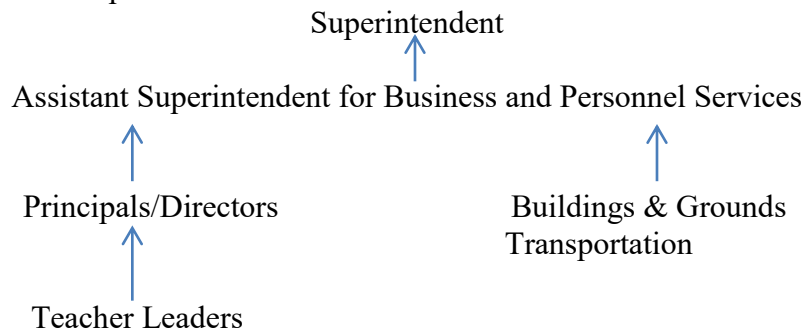 Superintendent
Assistant Superintendent for Business and Personnel Services
Principals/Directors
Buildings & Grounds
Transportation
Teacher Leaders